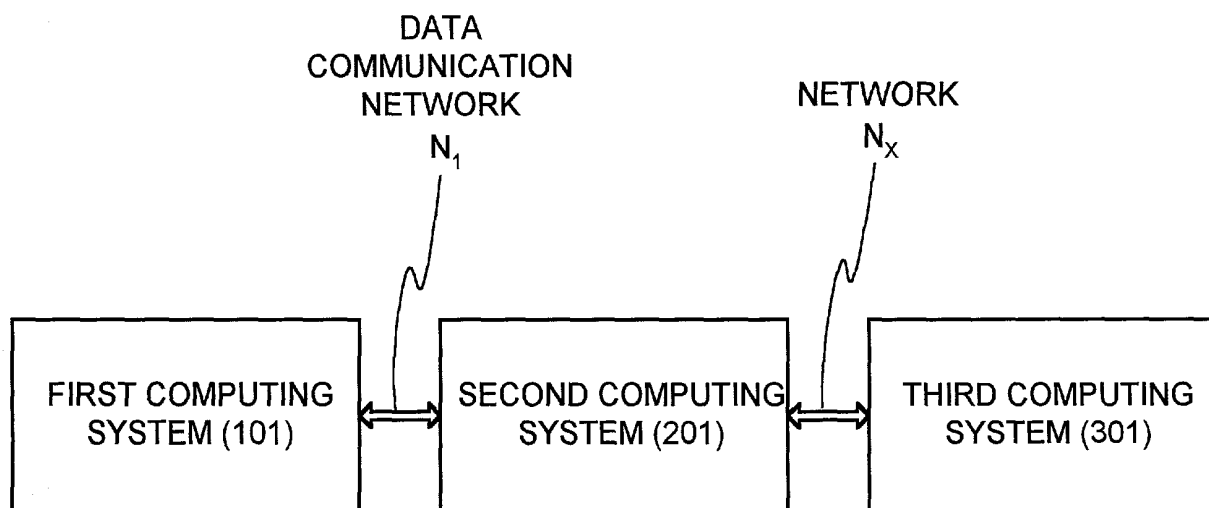 DATA
COMMUNICATION
NETWORK
N₁
NETWORK
Nₓ
FIRST COMPUTING
SYSTEM (101)
SECOND COMPUTING
SYSTEM (201)
THIRD COMPUTING
SYSTEM (301)